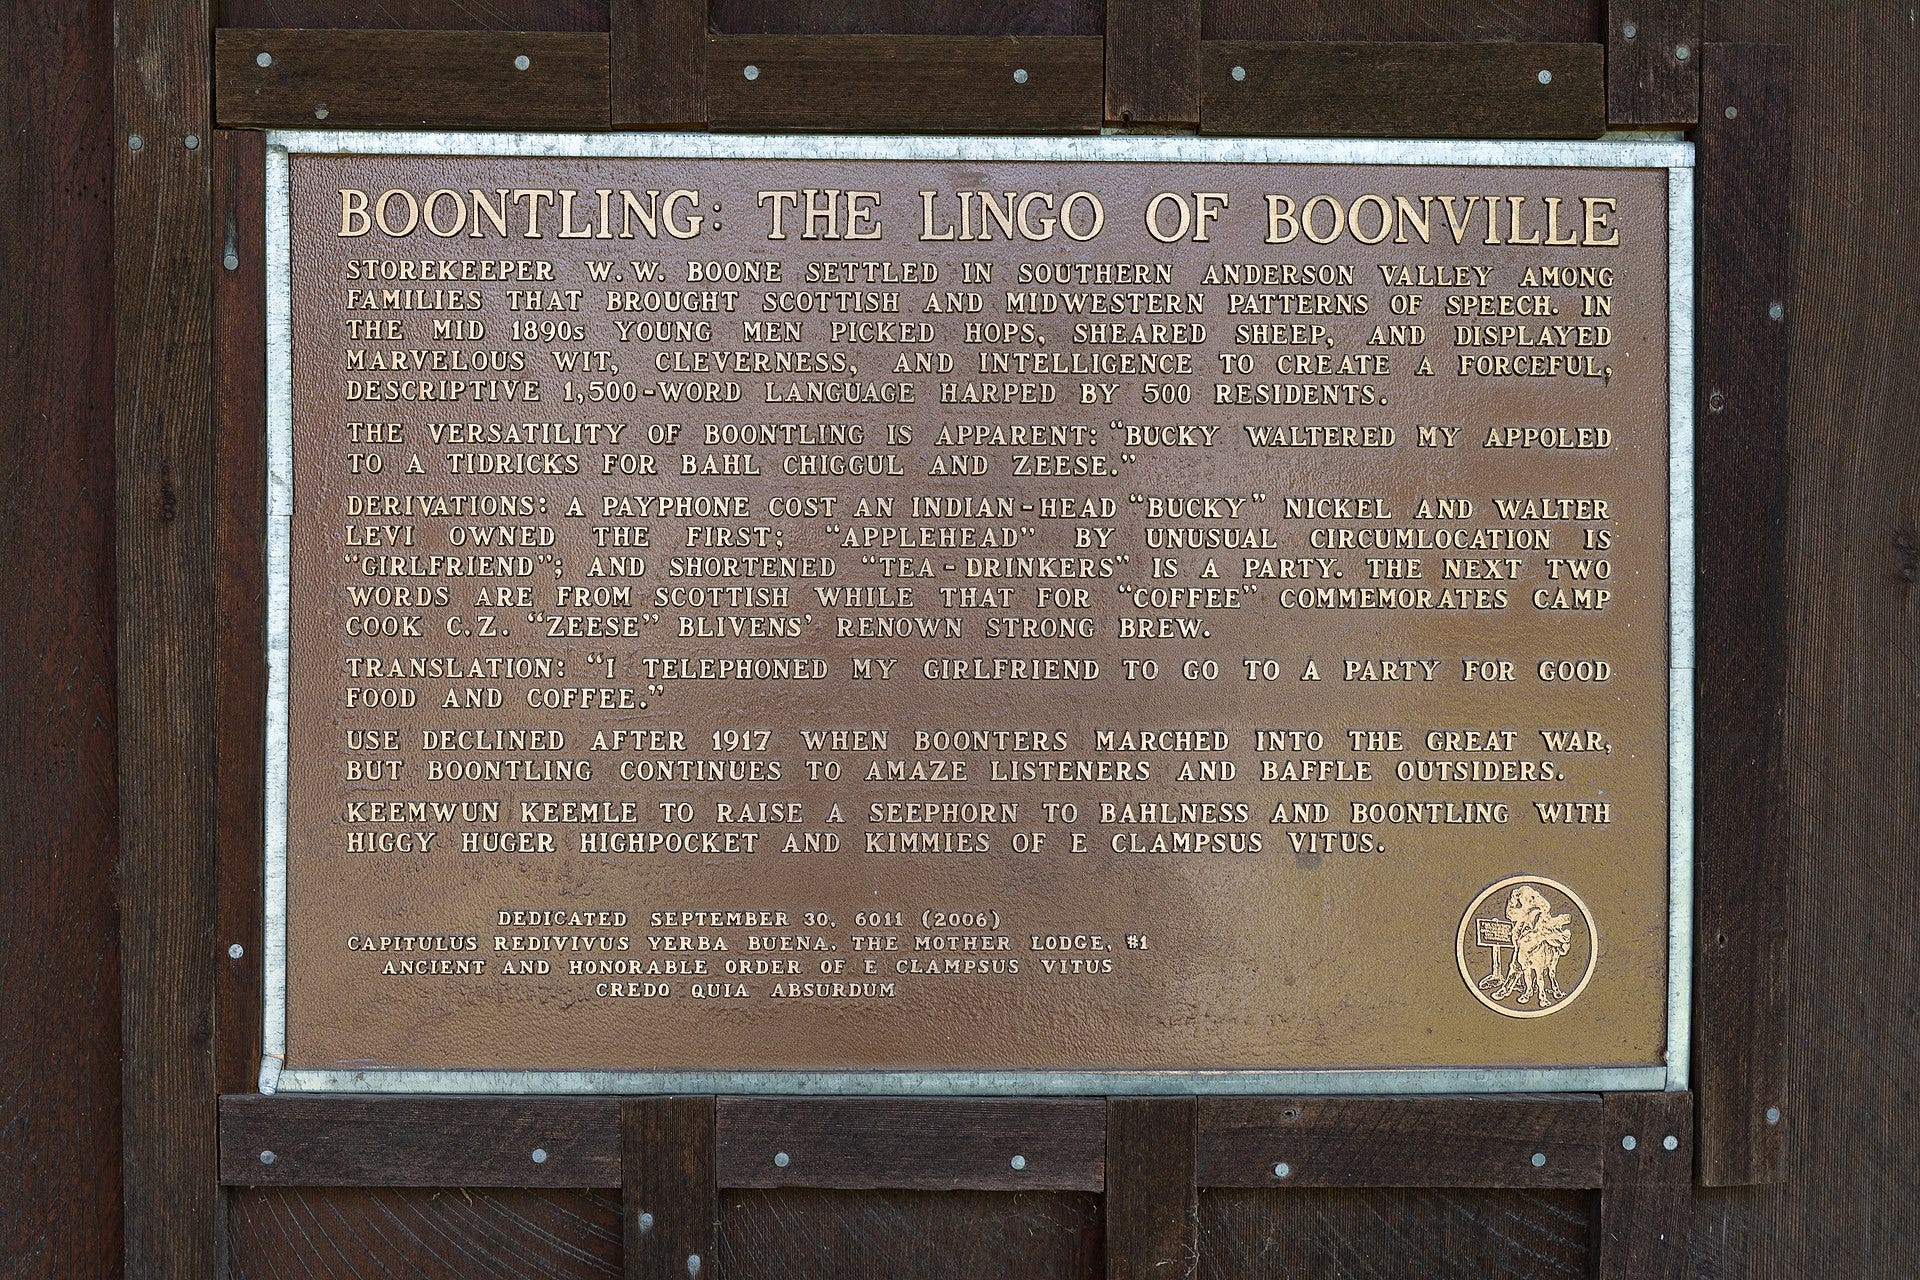 BOONTLING: THE LINGO OF BOONVILLE
STOREKEEPER W. W. BOONE SETTLED IN SOUTHERN ANDERSON VALLEY AMONG
FAMILIES THAT BROUGHT SCOTTISH AND MIDWESTERN PATTERNS OF SPEECH. IN
THE MID 1890s YOUNG MEN PICKED HOPS, SHEARED SHEEP, AND DISPLAYED
MARVELOUS WIT, CLEVERNESS, AND INTELLIGENCE TO CREATE A FORCEFUL,
DESCRIPTIVE 1,500-WORD LANGUAGE HARPED BY 500 RESIDENTS.
THE VERSATILITY OF BOONTLING IS APPARENT: “BUCKY WALTERED MY APPOLED
TO A TIDRICKS FOR BAHL CHIGGUL AND ZEESE.”
DERIVATIONS: A PAYPHONE COST AN INDIAN-HEAD “BUCKY” NICKEL AND WALTER
LEVI OWNED THE FIRST; “APPLEHEAD” BY UNUSUAL CIRCUMLOCATION IS
“GIRLFRIEND”; AND SHORTENED “TEA-DRINKERS” IS A PARTY. THE NEXT TWO
WORDS ARE FROM SCOTTISH WHILE THAT FOR “COFFEE” COMMEMORATES CAMP
COOK C.Z. “ZEESE” BLIVENS’ RENOWN STRONG BREW.
TRANSLATION: “I TELEPHONED MY GIRLFRIEND TO GO TO A PARTY FOR GOOD
FOOD AND COFFEE.”
USE DECLINED AFTER 1917 WHEN BOONTERS MARCHED INTO THE GREAT WAR,
BUT BOONTLING CONTINUES TO AMAZE LISTENERS AND BAFFLE OUTSIDERS.
KEEMWUN KEEMLE TO RAISE A SEEPHORN TO BAHLNESS AND BOONTLING WITH
HIGGY HUGER HIGHPOCKET AND KIMMIES OF E CLAMPSUS VITUS.
DEDICATED SEPTEMBER 30, 6011 (2006)
CAPITULUS REDIVIVUS YERBA BUENA, THE MOTHER LODGE, #1
ANCIENT AND HONORABLE ORDER OF E CLAMPSUS VITUS
CREDO QUIA ABSURDUM